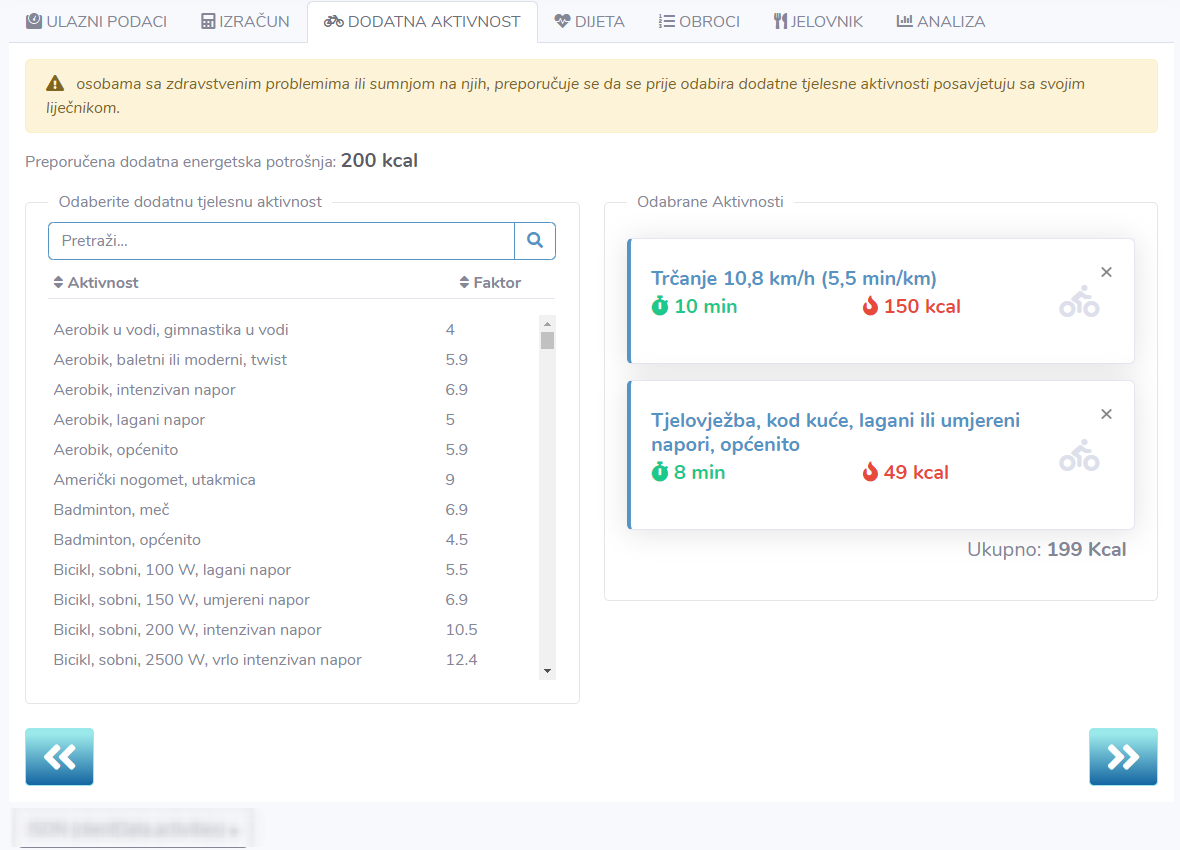 ULAZNI PODACI IZRAČUN DODATNA AKTIVNOST DIJETA OBROCI JELOVNIK ANALIZA
osobama sa zdravstvenim problemima ili sumnjom na njih, preporučuje se da se prije odabira dodatne tjelesne aktivnosti posavjetuju sa svojim
liječnikom.
Preporučena dodatna energetska potrošnja: 200 kcal
Odaberite dodatnu tjelesnu aktivnost
Pretraži...
Aktivnost Faktor
Aerobik u vodi, gimnastika u vodi 4
Aerobik, baletni ili moderni, twist 5.9
Aerobik, intenzivan napor 6.9
Aerobik, lagani napor 5
Aerobik, općenito 5.9
Američki nogomet, utakmica 9
Badminton, meč 6.9
Badminton, općenito 4.5
Bicikl, sobni, 100 W, lagani napor 5.5
Bicikl, sobni, 150 W, umjereni napor 6.9
Bicikl, sobni, 200 W, intenzivan napor 10.5
Bicikl, sobni, 2500 W, vrlo intenzivan napor 12.4
Odabrane Aktivnosti
Trčanje 10,8 km/h (5,5 min/km)
10 min 150 kcal
Tjelovježba, kod kuće, lagani ili umjereni
napori, općenito
8 min 49 kcal
Ukupno: 199 Kcal